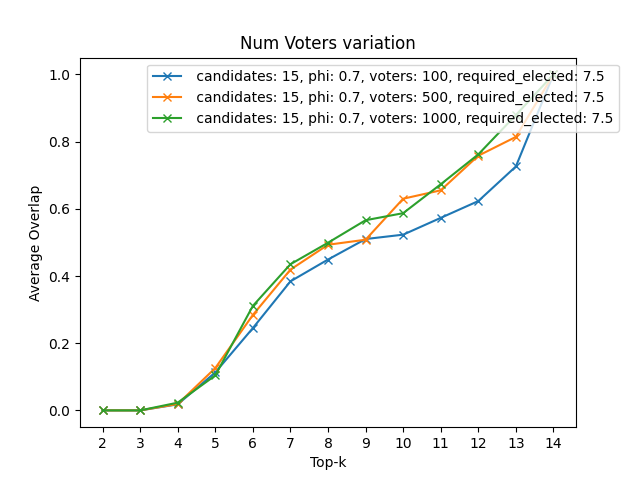 Num Voters variation
candidates: 15, phi: 0.7, voters: 100, required_elected: 7.5
candidates: 15, phi: 0.7, voters: 500, required_elected: 7.5
candidates: 15, phi: 0.7, voters: 1000, required_elected: 7.5
1.0
0.8
0.6
0.4
0.2
0.0
Average Overlap
2 3 4 5 6 7 8 9 10 11 12 13 14
Top-k